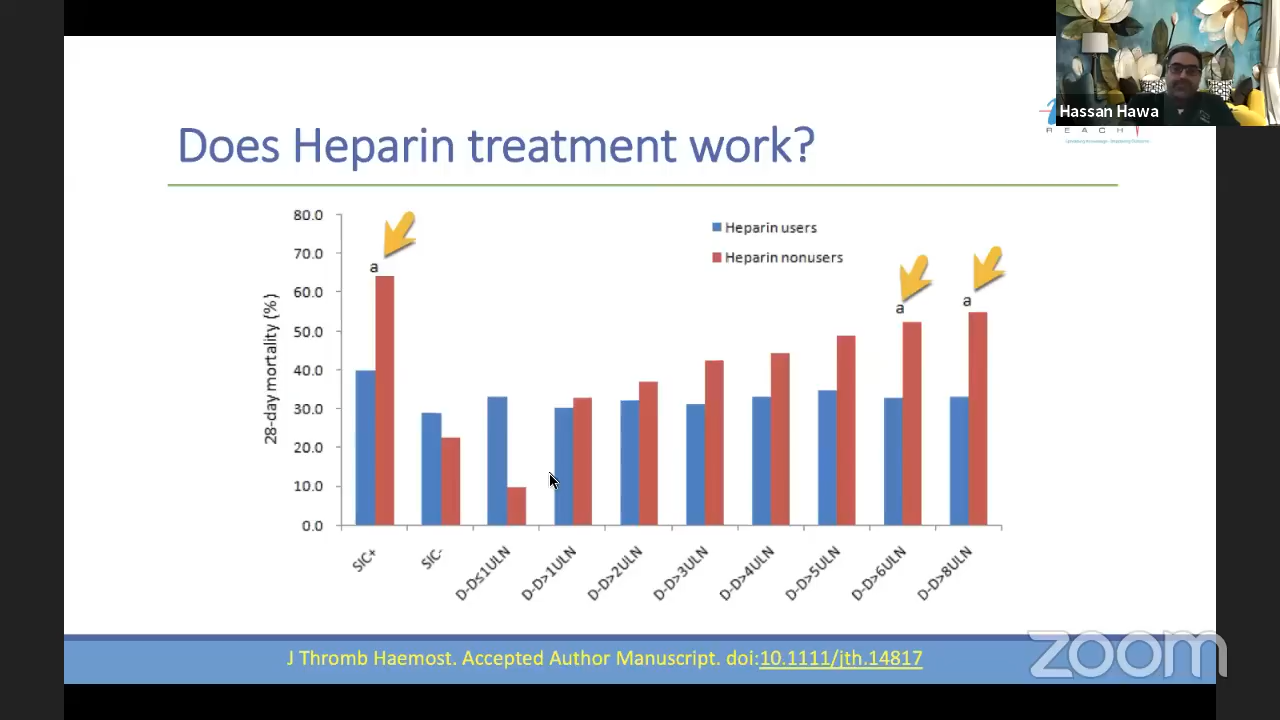 Hassan Hawa
REACH
Does Heparin treatment work?
80.0
70.0
60.0
50.0
40.0
30.0
20.0
10.0
0.0
28-day mortality (%)
Heparin users
Heparin nonusers
a
a
a
SIC+
SIC-
D-D≤1ULN
D-D>1ULN
D-D>2ULN
D-D>3ULN
D-D>4ULN
D-D>5ULN
D-D>6ULN
D-D>8ULN
J Thromb Haemost. Accepted Author Manuscript. doi:10.1111/jth.14817
zoom